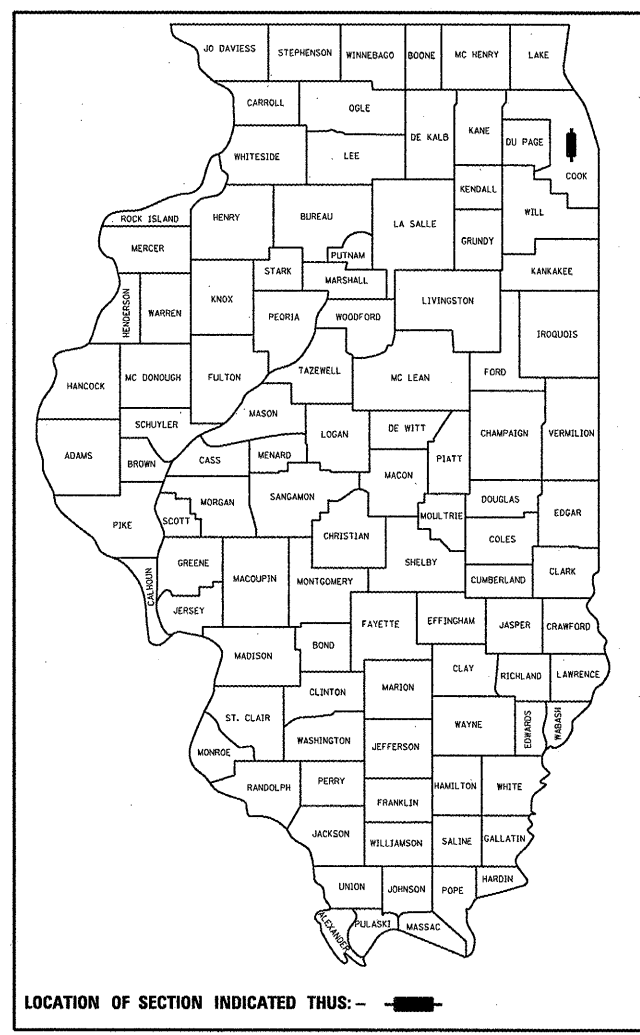 JO DAVIESS STEPHENSON WINNEBAGO BOONE MC HENRY LAKE
CARROLL OGLE
DE KALB KANE DU PAGE
WHITESIDE LEE
COOK
KENDALL
ROCK ISLAND HENRY BUREAU LA SALLE WILL
MERCER PUTNAM GRUNDY
STARK MARSHALL KANKAKEE
HENDERSON WARREN KNOX PEORIA WOODFORD LIVINGSTON
IROQUOIS
HANCOCK MC DONOUGH FULTON TAZEWELL MC LEAN FORD
MASON
SCHUYLER LOGAN DE WITT CHAMPAIGN VERMILION
ADAMS BROWN CASS MENARD PIATT
MACON
MORGAN SANGAMON DOUGLAS
PIKE SCOTT MOULTRIE EDGAR
CHRISTIAN COLES
GREENE SHELBY
CALHOUN MACOUPIN MONTGOMERY CUMBERLAND CLARK
JERSEY
FAYETTE EFFINGHAM JASPER CRAWFORD
MADISON BOND
CLAY RICHLAND LAWRENCE
CLINTON MARION
ST. CLAIR WAYNE EDWARDS WABASH
MONROE WASHINGTON JEFFERSON
RANDOLPH PERRY HAMILTON WHITE
FRANKLIN
JACKSON WILLIAMSON SALINE GALLATIN
UNION JOHNSON POPE HARDIN
ALEXANDER PULASKI MASSAC
LOCATION OF SECTION INDICATED THUS: –